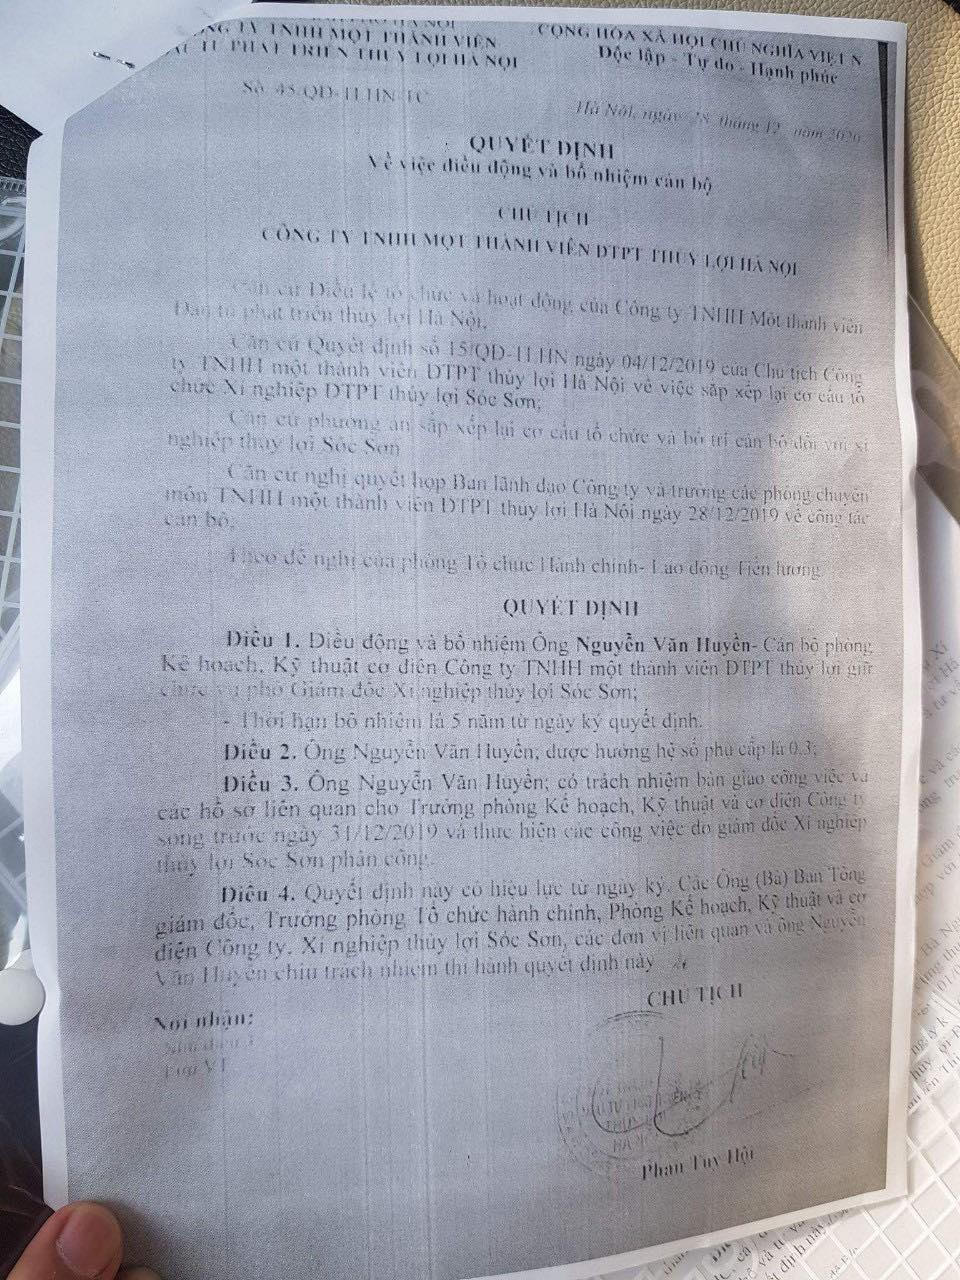 CÔNG TY TNHH MỘT THÀNH VIÊN
ĐẦU TƯ PHÁT TRIỂN THỦY LỢI HÀ NỘI
CỘNG HÒA XÃ HỘI CHỦ NGHĨA VIỆT N
Độc lập - Tự do - Hạnh phúc
Số 45/QĐ-TLHN-TC
Hà Nội, ngày 28 tháng 12 năm 2020
QUYẾT ĐỊNH
Về việc điều động và bổ nhiệm cán bộ
CHỦ TỊCH
CÔNG TY TNHH MỘT THÀNH VIÊN ĐTPT THỦY LỢI HÀ NỘI
Căn cứ Điều lệ tổ chức và hoạt động của Công ty TNHH Một thành viên
Đầu tư phát triển thủy lợi Hà Nội,
Căn cứ Quyết định số 15/QĐ-TLHN ngày 04/12/2019 của Chủ tịch Công
ty TNHH một thành viên ĐTPT thủy lợi Hà Nội về việc sắp xếp lại cơ cấu tổ
chức Xí nghiệp ĐTPT thủy lợi Sóc Sơn;
Căn cứ phương án sắp xếp lại cơ cấu tổ chức và bố trí cán bộ đối với xí
nghiệp thủy lợi Sóc Sơn
Căn cứ nghị quyết họp Ban lãnh đạo Công ty và trưởng các phòng chuyên
môn TNHH một thành viên ĐTPT thủy lợi Hà Nội ngày 28/12/2019 về công tác
cán bộ;
Theo đề nghị của phòng Tổ chức Hành chính- Lao động Tiền lương
QUYẾT ĐỊNH
Điều 1. Điều động và bổ nhiệm Ông Nguyễn Văn Huyền- Cán bộ phòng
Kế hoạch, Kỹ thuật cơ điện Công ty TNHH một thành viên ĐTPT thủy lợi giữ
chức vụ phó Giám đốc Xí nghiệp thủy lợi Sóc Sơn;
- Thời hạn bổ nhiệm là 5 năm từ ngày ký quyết định.
Điều 2. Ông Nguyễn Văn Huyền, được hưởng hệ số phụ cấp là 0.3;
Điều 3. Ông Nguyễn Văn Huyền; có trách nhiệm bàn giao công việc và
các hồ sơ liên quan cho Trưởng phòng Kế hoạch, Kỹ thuật và cơ điện Công ty
song trước ngày 31/12/2019 và thực hiện các công việc do giám đốc Xí nghiệp
thủy lợi Sóc Sơn phân công.
Điều 4. Quyết định này có hiệu lực từ ngày ký. Các Ông (Bà) Ban Tổng
giám đốc, Trưởng phòng Tổ chức hành chính, Phòng Kế hoạch, Kỹ thuật và cơ
điện Công ty, Xí nghiệp thủy lợi Sóc Sơn, các đơn vị liên quan và ông Nguyễn
Văn Huyền chịu trách nhiệm thi hành quyết định này
CHỦ TỊCH
Nơi nhận:
Như điều 4
Lưu VT
Phan Tuy Hội